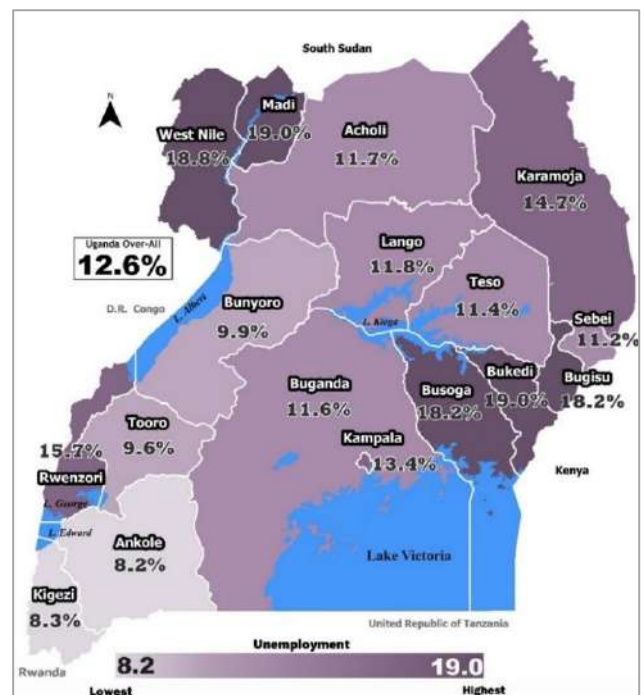 South Sudan
N
Madi
19.0%
West Nile
18.8%
Acholi
11.7%
Karamoja
14.7%
Uganda Over-All
12.6%
Lango
11.8%
Teso
11.4%
D.R. Congo
L. Albert
Bunyoro
9.9%
L. Kioga
Sebei
11.2%
Bukedi
19.0%
Bugisu
18.2%
Busoga
18.2%
Buganda
11.6%
Tooro
9.6%
15.7%
Rwenzori
Kampala
13.4%
Kenya
L. George
L. Edward
Ankole
8.2%
Lake Victoria
Kigezi
8.3%
United Republic of Tanzania
Rwanda
Unemployment
8.2 19.0
Lowest Highest